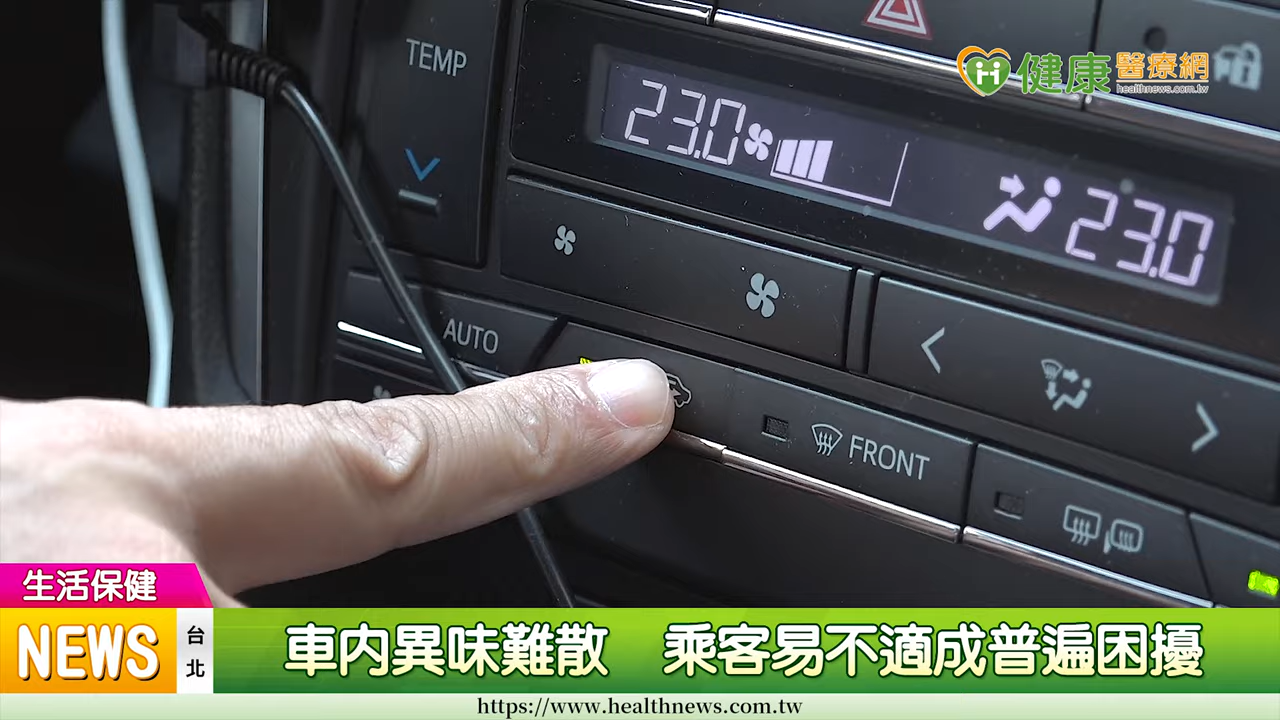 TEMP
健康醫療網
healthnews.com.tw
23.0
23.0
AUTO
FRONT
生活保健
NEWS
台北
車內異味難散 乘客易不適成普遍困擾
https://www.healthnews.com.tw